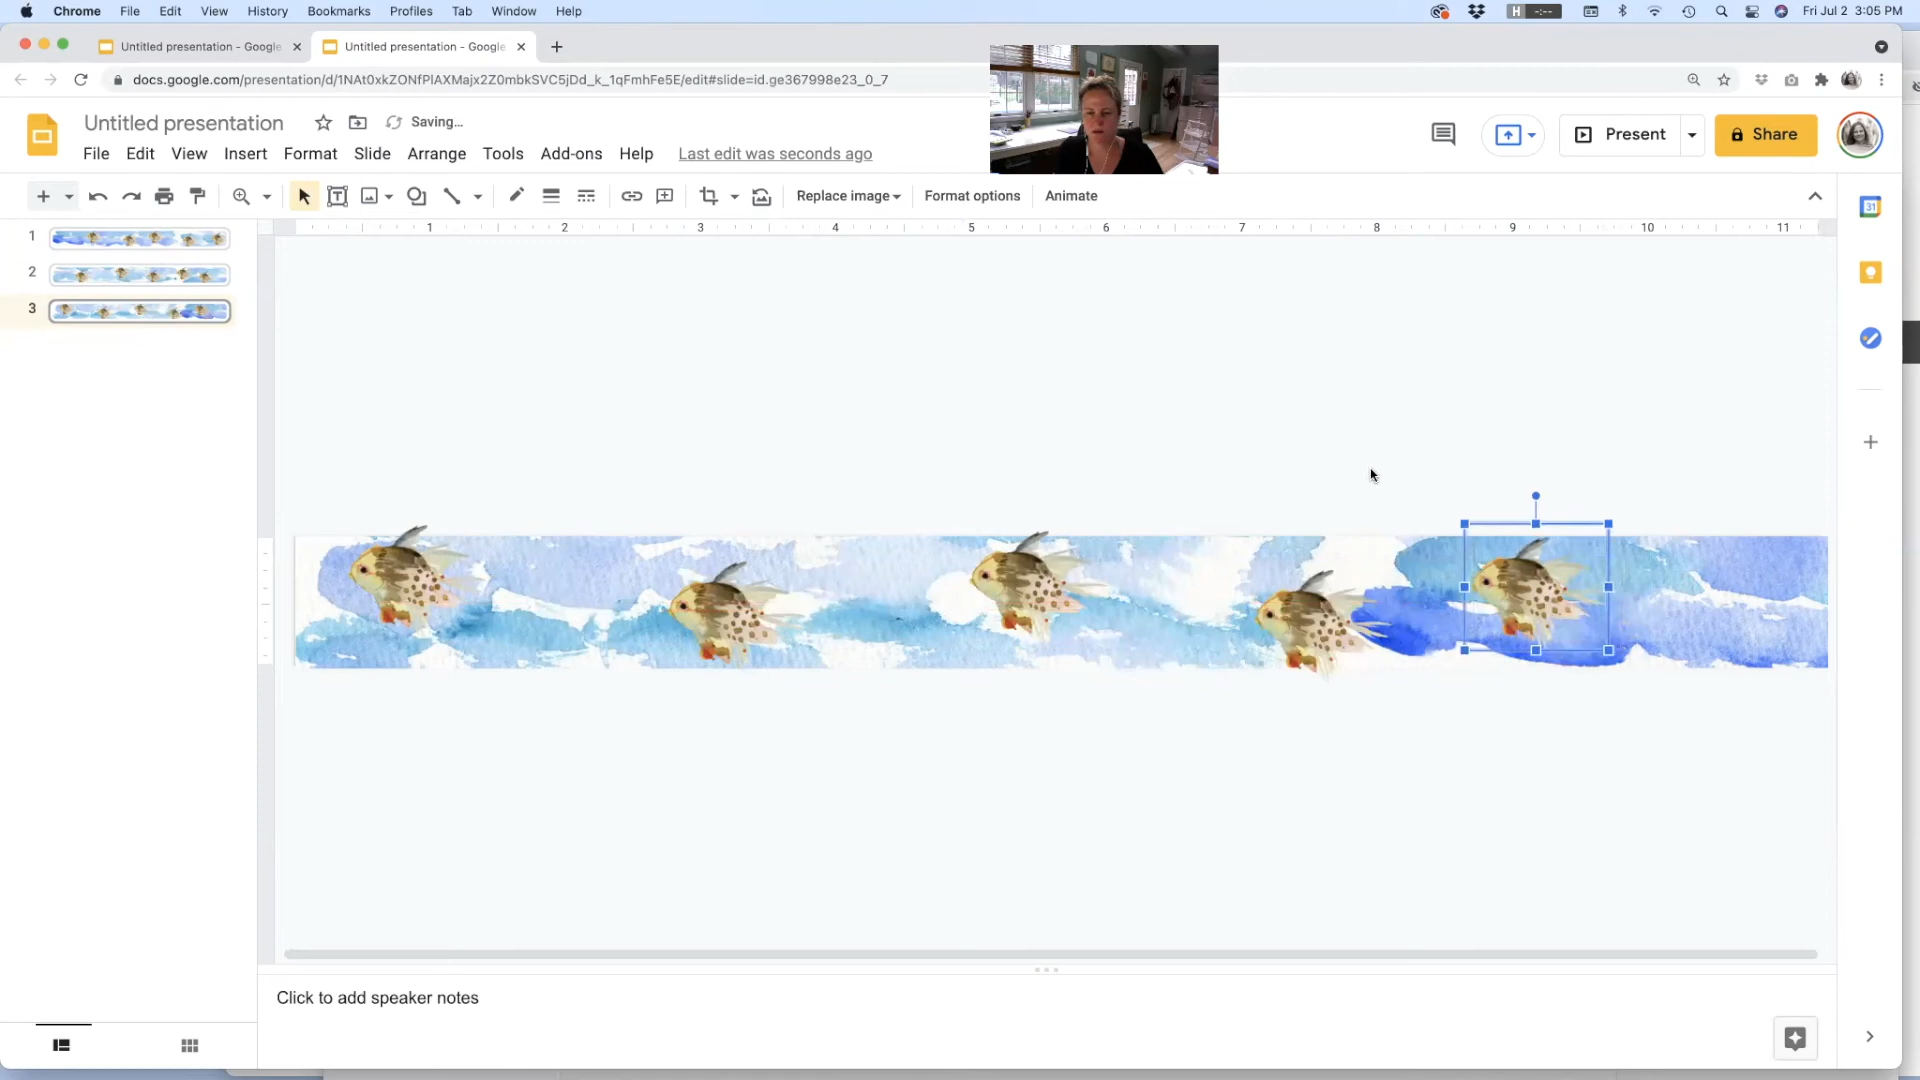 Chrome File Edit View History Bookmarks Profiles Tab Window Help H -:-- Fri Jul 2 3:05 PM
Untitled presentation - Google Untitled presentation - Google
docs.google.com/presentation/d/1NAt0xkZONfPlAXMajx2Z0mbkSVC5jDd_k_1qFmhFe5E/edit#slide=id.ge367998e23_0_7
Untitled presentation Saving...
File Edit View Insert Format Slide Arrange Tools Add-ons Help Last edit was seconds ago
Present Share
Replace image Format options Animate
31
1 2 3 4 5 6 7 8 9 10 11
1
2
3
Click to add speaker notes